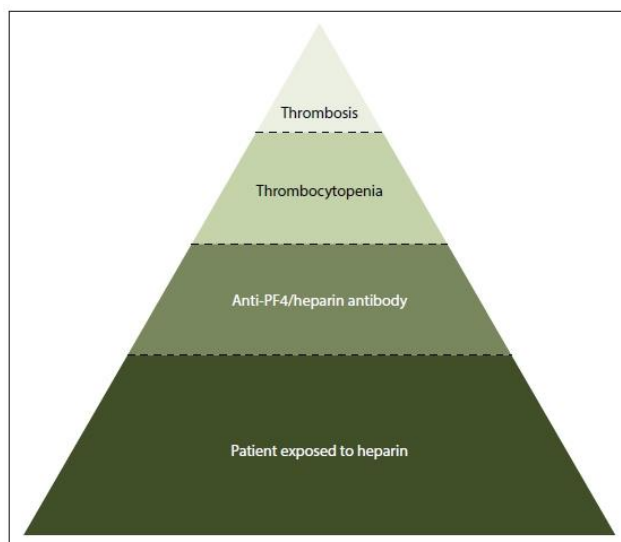 Thrombosis
Thrombocytopenia
Anti-PF4/heparin antibody
Patient exposed to heparin